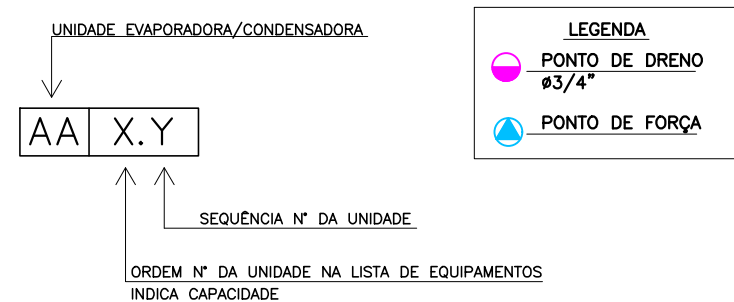 UNIDADE EVAPORADORA/CONDENSADORA
AA X.Y
SEQUÊNCIA N° DA UNIDADE
ORDEM N° DA UNIDADE NA LISTA DE EQUIPAMENTOS
INDICA CAPACIDADE
LEGENDA
PONTO DE DRENO
ø3/4"
PONTO DE FORÇA